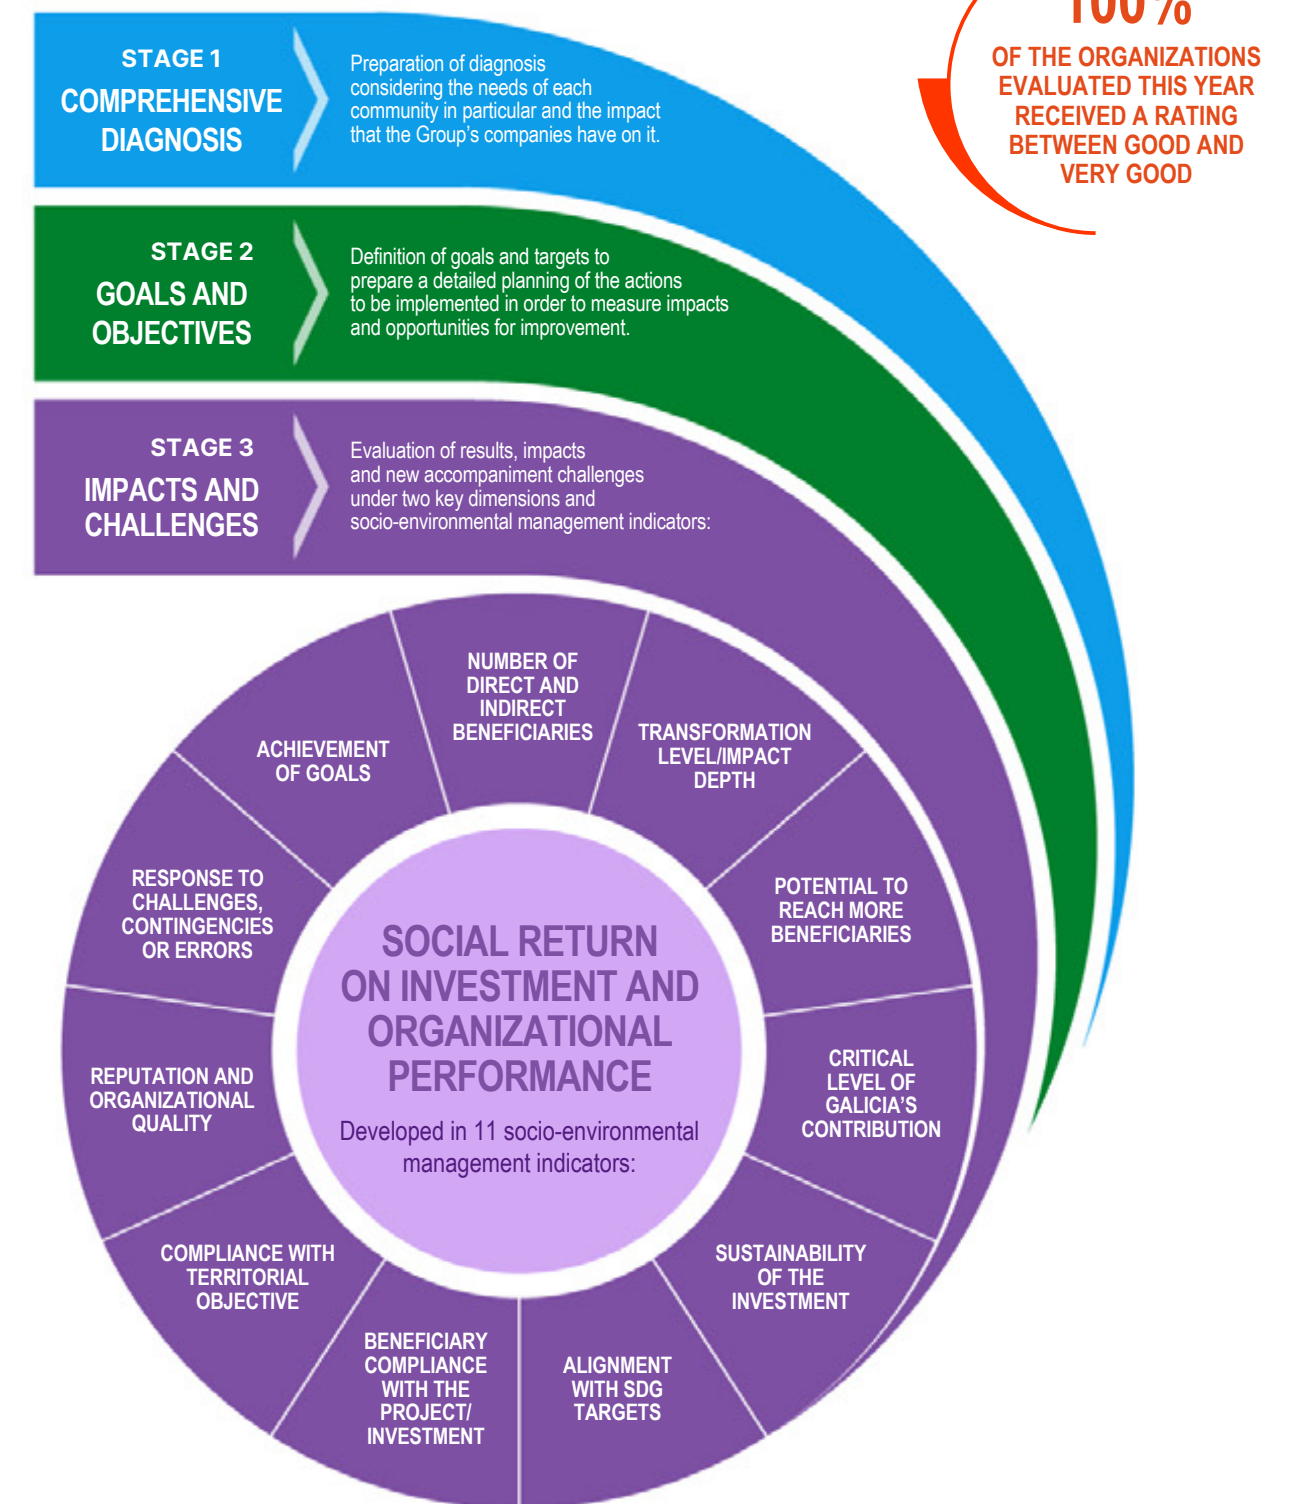 100%
OF THE ORGANIZATIONS
EVALUATED THIS YEAR
RECEIVED A RATING
BETWEEN GOOD AND
VERY GOOD
STAGE 1
COMPREHENSIVE
DIAGNOSIS
Preparation of diagnosis
considering the needs of each
community in particular and the impact
that the Group's companies have on it.
STAGE 2
GOALS AND
OBJECTIVES
Definition of goals and targets to
prepare a detailed planning of the actions
to be implemented in order to measure impacts
and opportunities for improvement.
STAGE 3
IMPACTS AND
CHALLENGES
Evaluation of results, impacts
and new accompaniment challenges
under two key dimensions and
socio-environmental management indicators:
NUMBER OF
DIRECT AND
INDIRECT
BENEFICIARIES
TRANSFORMATION
LEVEL/IMPACT
DEPTH
POTENTIAL TO
REACH MORE
BENEFICIARIES
CRITICAL
LEVEL OF
GALICIA'S
CONTRIBUTION
SUSTAINABILITY
OF THE
INVESTMENT
ALIGNMENT
WITH SDG
TARGETS
BENEFICIARY
COMPLIANCE
WITH THE
PROJECT/
INVESTMENT
COMPLIANCE WITH
TERRITORIAL
OBJECTIVE
REPUTATION AND
ORGANIZATIONAL
QUALITY
RESPONSE TO
CHALLENGES,
CONTINGENCIES
OR ERRORS
ACHIEVEMENT
OF GOALS
SOCIAL RETURN
ON INVESTMENT AND
ORGANIZATIONAL
PERFORMANCE
Developed in 11 socio-environmental
management indicators: